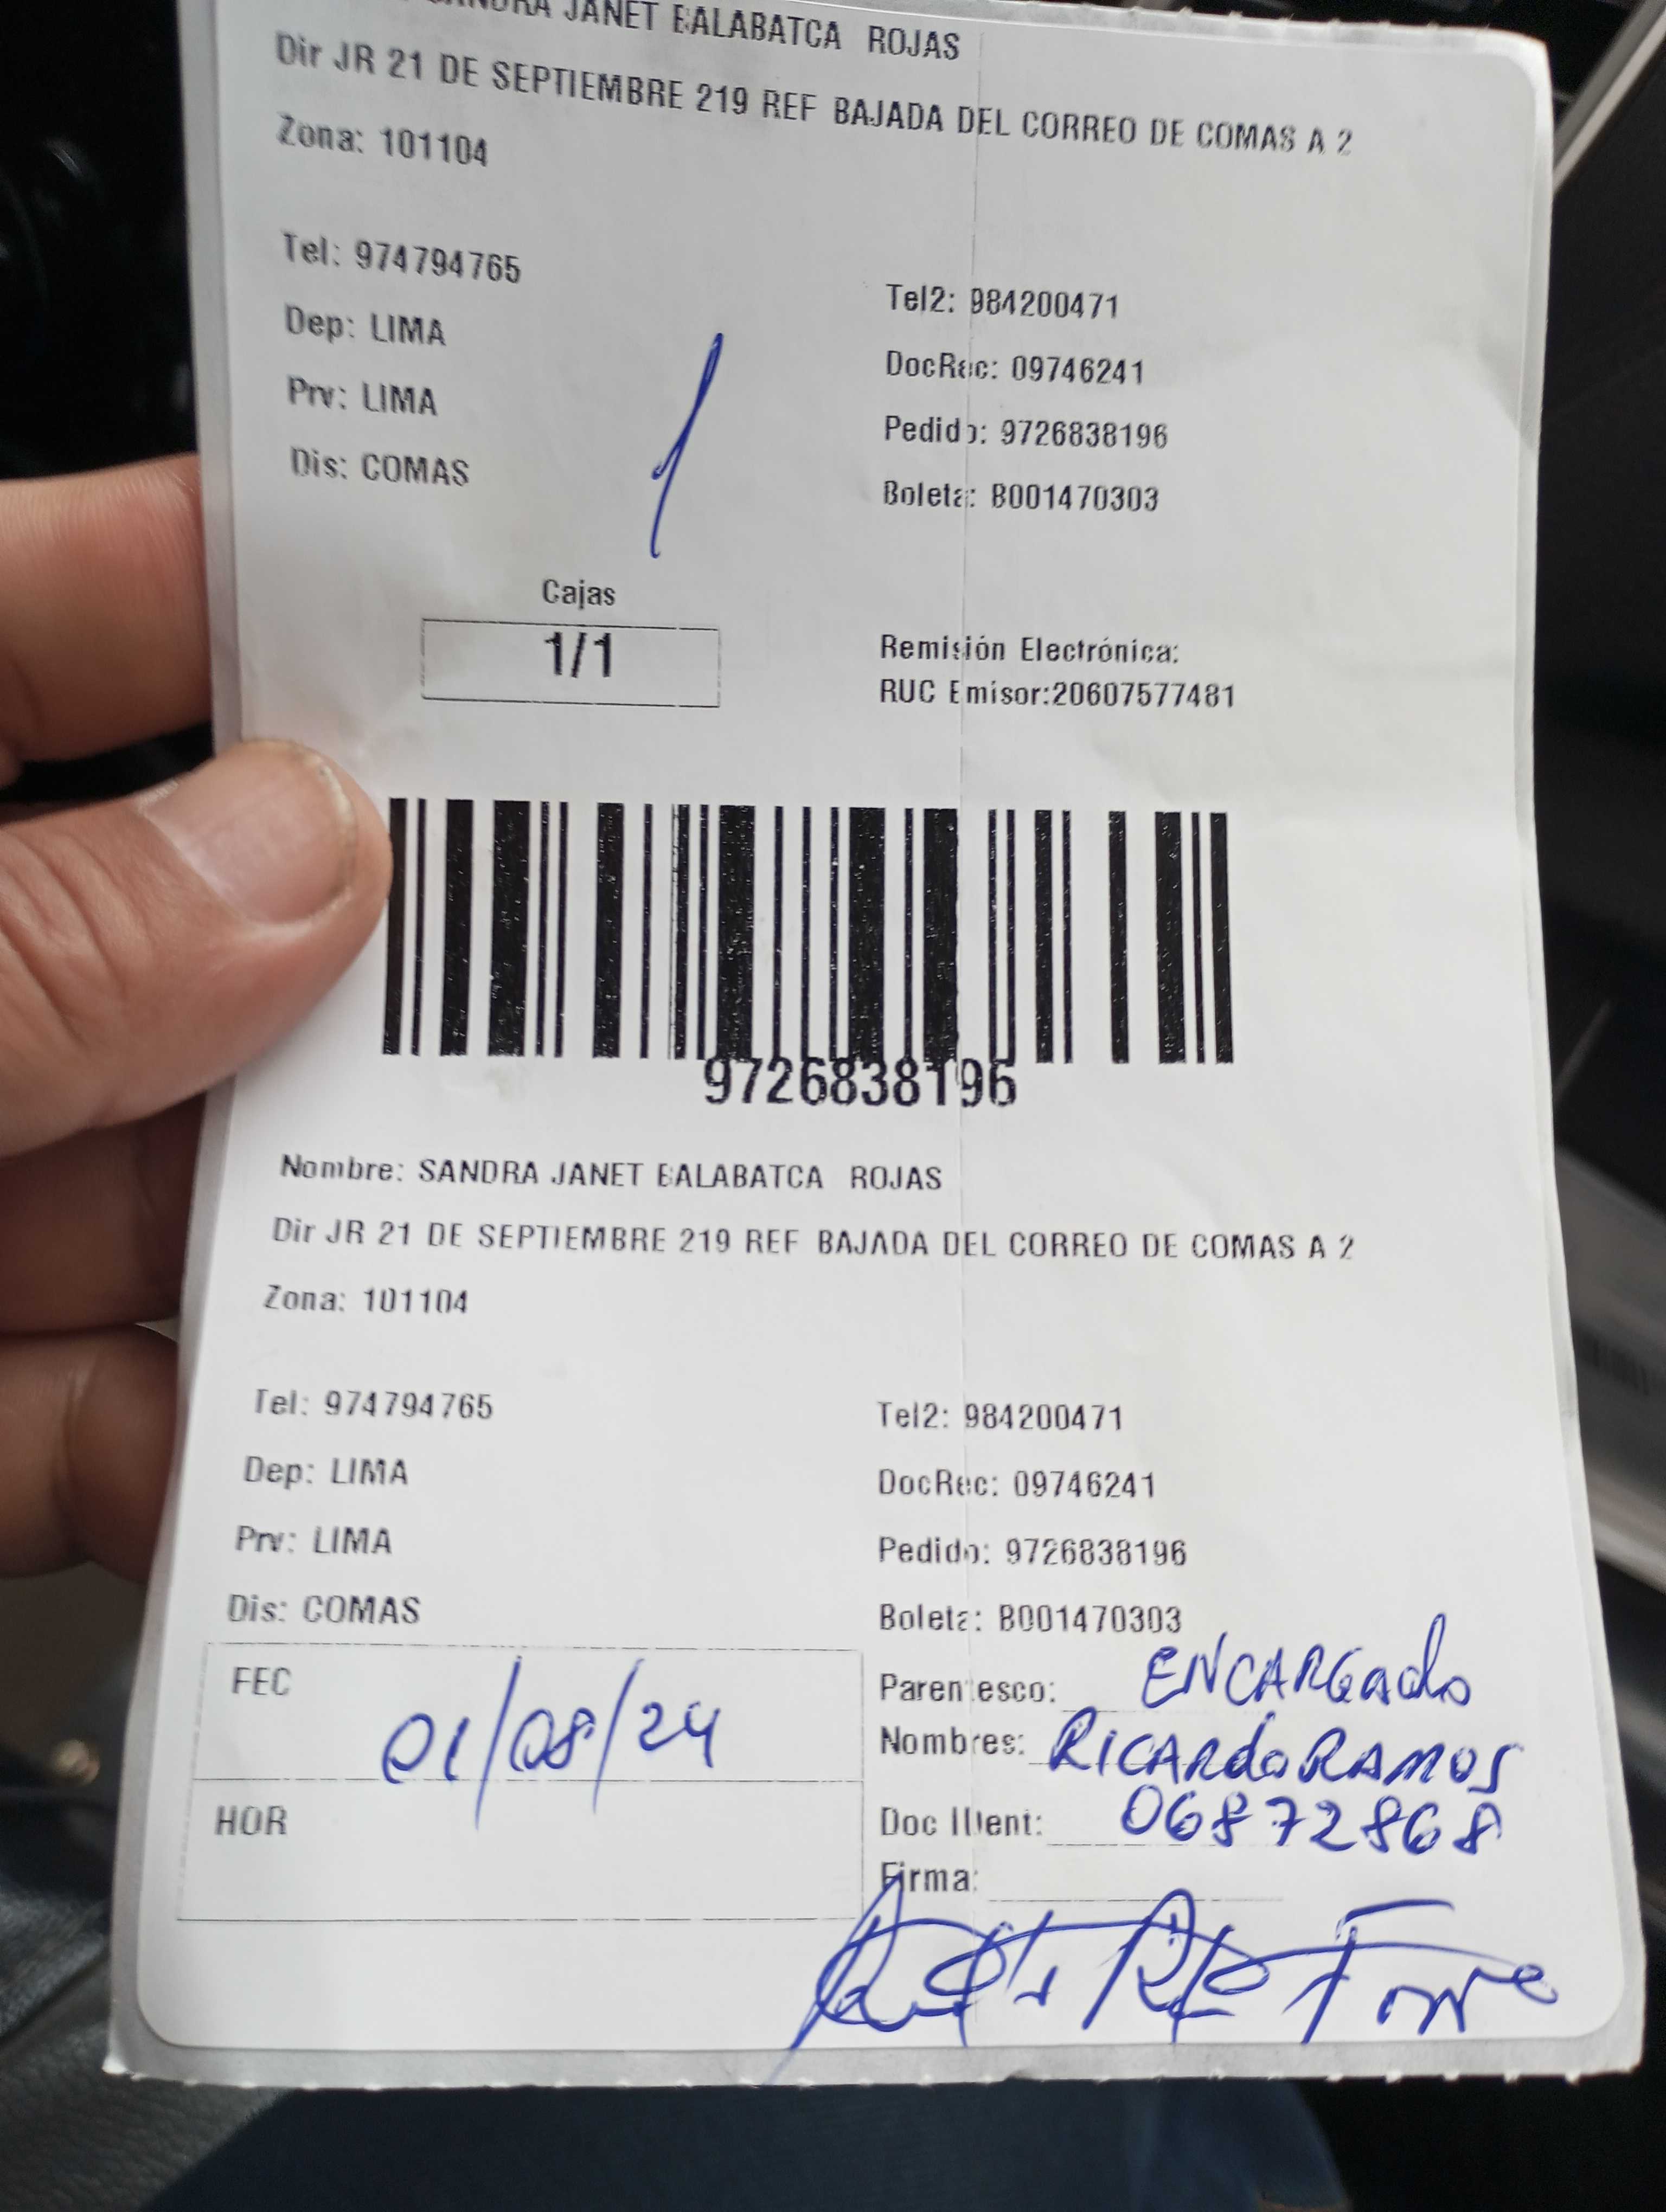 SANDRA JANET BALABATCA ROJAS
Dir JR 21 DE SEPTIEMBRE 219 REF BAJADA DEL CORREO DE COMAS A 2
Zona: 101104
Tel: 974794765
Tel2: 984200471
Dep: LIMA
DocRec: 09746241
Prv: LIMA
Pedido: 9726838196
Dis: COMAS
Boleta: B001470303
Cajas
1/1
Remisión Electrónica:
RUC Emisor:20607577481
9726838196
Nombre: SANDRA JANET BALABATCA ROJAS
Dir JR 21 DE SEPTIEMBRE 219 REF BAJADA DEL CORREO DE COMAS A 2
Zona: 101104
Tel: 974794765
Tel2: 984200471
Dep: LIMA
DocRec: 09746241
Prv: LIMA
Pedido: 9726838196
Dis: COMAS
Boleta: B001470303
FEC 01/08/24
Parentesco: ENCARGADO
Nombres: RICARDO RAMOS
HOR
Doc Ident: 06872868
Firma: